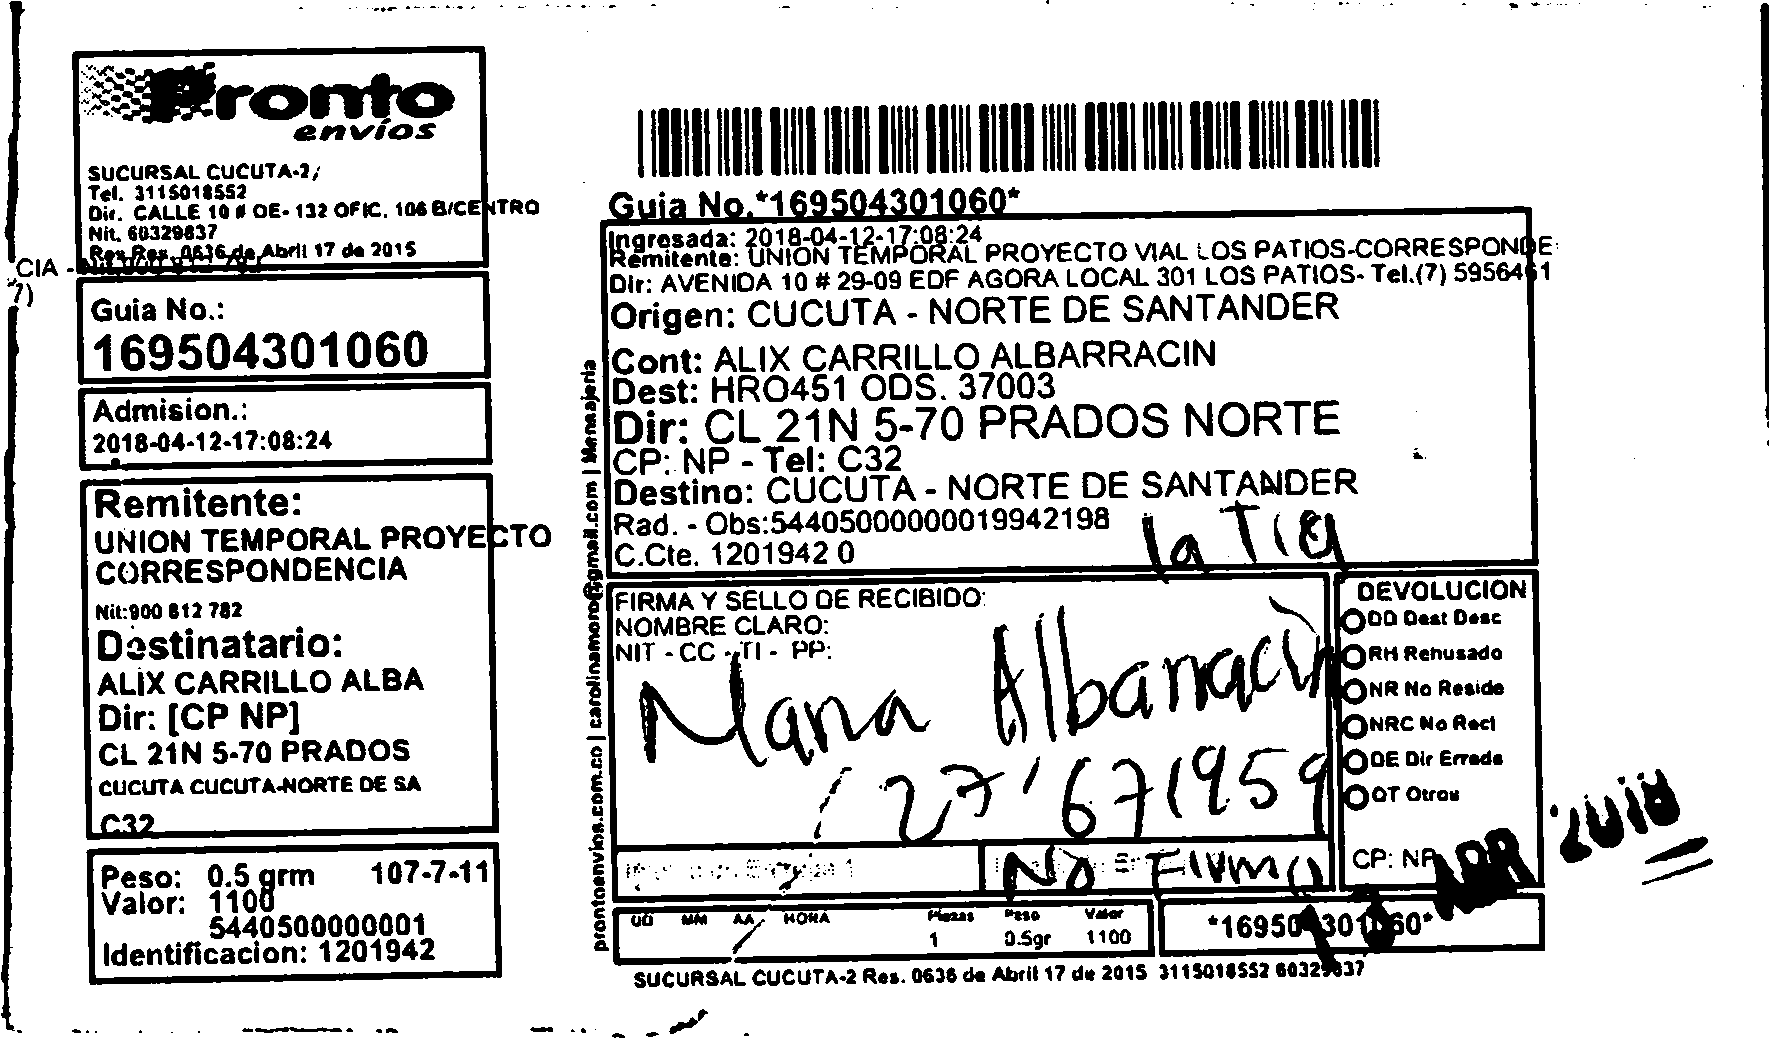 Pronto
envíos
SUCURSAL CUCUTA-2
Tel. 3115018552
Dir. CALLE 10 # OE-132 OFIC. 106 B/CENTRO
Nit. 60329837
Res. 0636 de Abril 17 de 2015
CIA -
7)
Guia No.:
169504301060
Admision.:
2018-04-12-17:08:24
Remitente:
UNION TEMPORAL PROYECTO
CORRESPONDENCIA
Nit:900 812 782
Destinatario:
ALIX CARRILLO ALBA
Dir: [CP NP]
CL 21N 5-70 PRADOS
CUCUTA CUCUTA-NORTE DE SA
C32
Peso: 0.5 grm 107-7-11
Valor: 1100
5440500000001
Identificacion: 1201942
prontoenvios.com.co | carolinamoro@gmail.com | Mensajeria
Guia No.*169504301060*
Ingresada: 2018-04-12-17:08:24
Remitente: UNION TEMPORAL PROYECTO VIAL LOS PATIOS-CORRESPONDE
Dir: AVENIDA 10 # 29-09 EDF AGORA LOCAL 301 LOS PATIOS- Tel.(7) 5956461
Origen: CUCUTA - NORTE DE SANTANDER
Cont: ALIX CARRILLO ALBARRACIN
Dest: HRO451 ODS. 37003
Dir: CL 21N 5-70 PRADOS NORTE
CP: NP - Tel: C32
Destino: CUCUTA - NORTE DE SANTANDER
Rad. - Obs:544050000000019942198
C.Cte. 1201942 0
la Tia
FIRMA Y SELLO DE RECIBIDO:
NOMBRE CLARO:
NIT - CC - TI - PP:
Maria Albarracin
27'671959
No Firma
DEVOLUCION
DD Dest Desc
RH Rehusado
NR No Reside
NRC No Recl
DE Dir Errada
OT Otros
CP: NP
ABR 2018
DD MM AA HORA Piezas Peso Valor
1 0.5gr 1100
*169504301060*
SUCURSAL CUCUTA-2 Res. 0636 de Abril 17 de 2015 3115018552 60329837